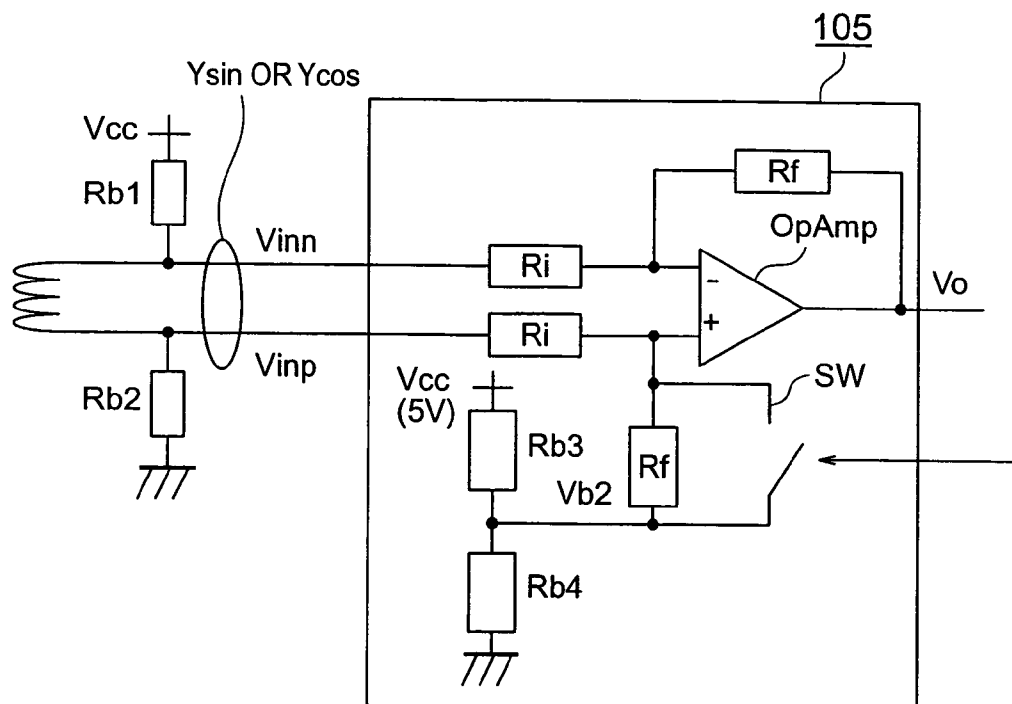 105
Ysin OR Ycos
Vcc
Rb1
Rf
OpAmp
Vinn
Ri
-
Vo
Ri
+
Vinp
SW
Vcc
(5V)
Rb2
Rb3
Rf
Vb2
Rb4